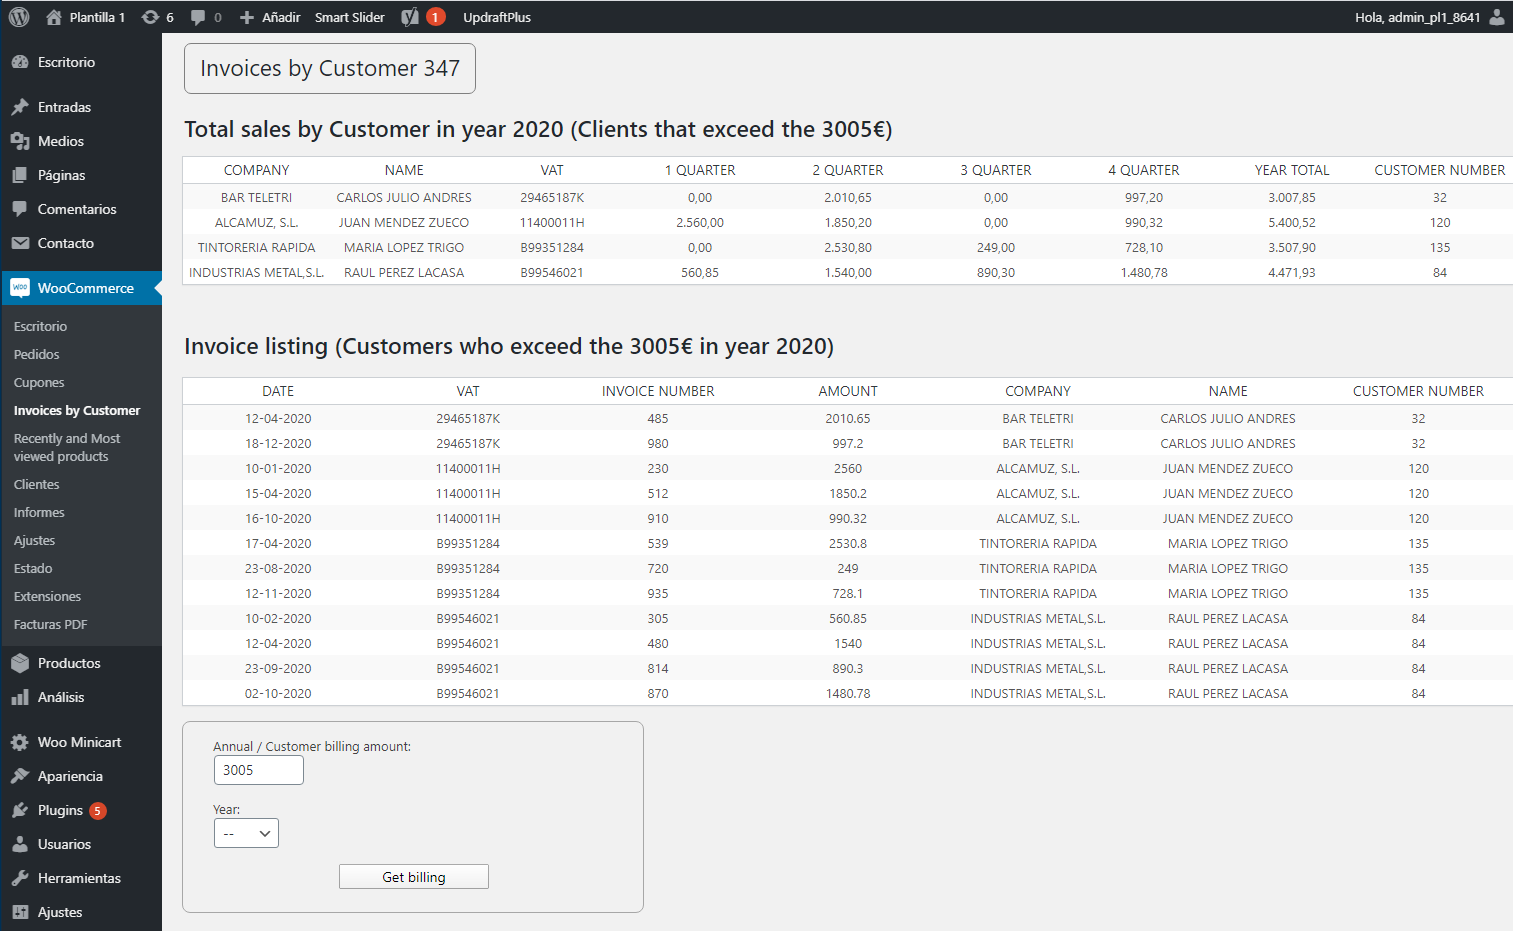 Plantilla 1 6 0 Añadir Smart Slider 1 UpdraftPlus Hola, admin_pl1_8641
Escritorio
Entradas
Medios
Páginas
Comentarios
Contacto
WOO WooCommerce
Escritorio
Pedidos
Cupones
Invoices by Customer
Recently and Most
viewed products
Clientes
Informes
Ajustes
Estado
Extensiones
Facturas PDF
Productos
Análisis
Woo Minicart
Apariencia
Plugins 5
Usuarios
Herramientas
Ajustes
Invoices by Customer 347
Total sales by Customer in year 2020 (Clients that exceed the 3005€)
COMPANY NAME VAT 1 QUARTER 2 QUARTER 3 QUARTER 4 QUARTER YEAR TOTAL CUSTOMER NUMBER
BAR TELETRI CARLOS JULIO ANDRES 29465187K 0,00 2.010,65 0,00 997,20 3.007,85 32
ALCAMUZ, S.L. JUAN MENDEZ ZUECO 11400011H 2.560,00 1.850,20 0,00 990,32 5.400,52 120
TINTORERIA RAPIDA MARIA LOPEZ TRIGO B99351284 0,00 2.530,80 249,00 728,10 3.507,90 135
INDUSTRIAS METAL,S.L. RAUL PEREZ LACASA B99546021 560,85 1.540,00 890,30 1.480,78 4.471,93 84
Invoice listing (Customers who exceed the 3005€ in year 2020)
DATE VAT INVOICE NUMBER AMOUNT COMPANY NAME CUSTOMER NUMBER
12-04-2020 29465187K 485 2010.65 BAR TELETRI CARLOS JULIO ANDRES 32
18-12-2020 29465187K 980 997.2 BAR TELETRI CARLOS JULIO ANDRES 32
10-01-2020 11400011H 230 2560 ALCAMUZ, S.L. JUAN MENDEZ ZUECO 120
15-04-2020 11400011H 512 1850.2 ALCAMUZ, S.L. JUAN MENDEZ ZUECO 120
16-10-2020 11400011H 910 990.32 ALCAMUZ, S.L. JUAN MENDEZ ZUECO 120
17-04-2020 B99351284 539 2530.8 TINTORERIA RAPIDA MARIA LOPEZ TRIGO 135
23-08-2020 B99351284 720 249 TINTORERIA RAPIDA MARIA LOPEZ TRIGO 135
12-11-2020 B99351284 935 728.1 TINTORERIA RAPIDA MARIA LOPEZ TRIGO 135
10-02-2020 B99546021 305 560.85 INDUSTRIAS METAL,S.L. RAUL PEREZ LACASA 84
12-04-2020 B99546021 480 1540 INDUSTRIAS METAL,S.L. RAUL PEREZ LACASA 84
23-09-2020 B99546021 814 890.3 INDUSTRIAS METAL,S.L. RAUL PEREZ LACASA 84
02-10-2020 B99546021 870 1480.78 INDUSTRIAS METAL,S.L. RAUL PEREZ LACASA 84
Annual / Customer billing amount:
3005
Year:
--
Get billing